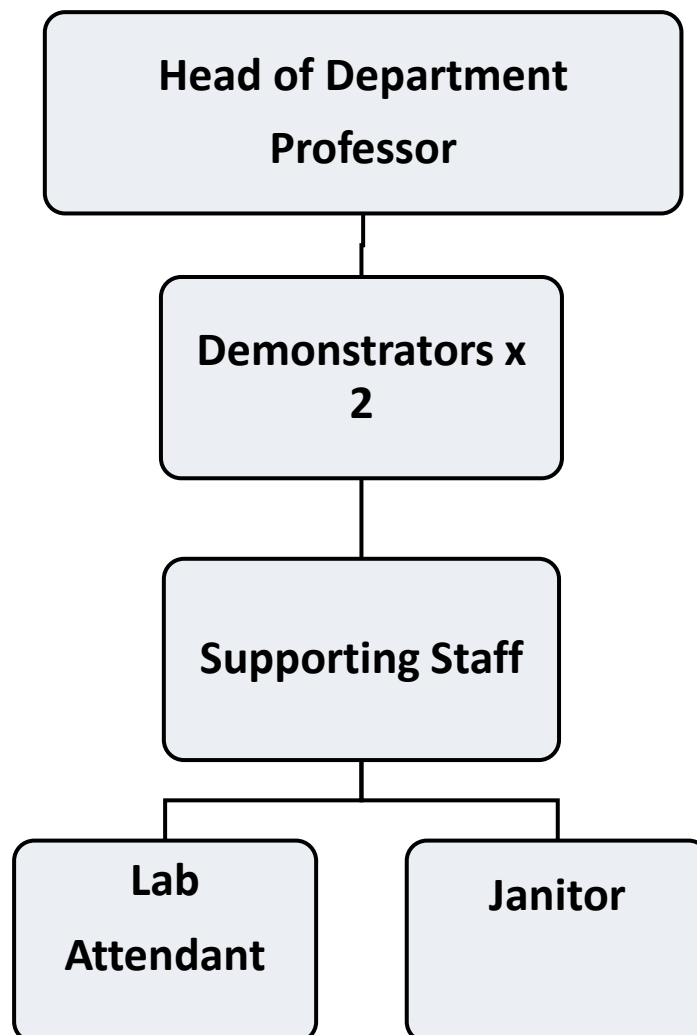 Head of Department
Professor
Demonstrators x
2
Supporting Staff
Lab
Attendant
Janitor